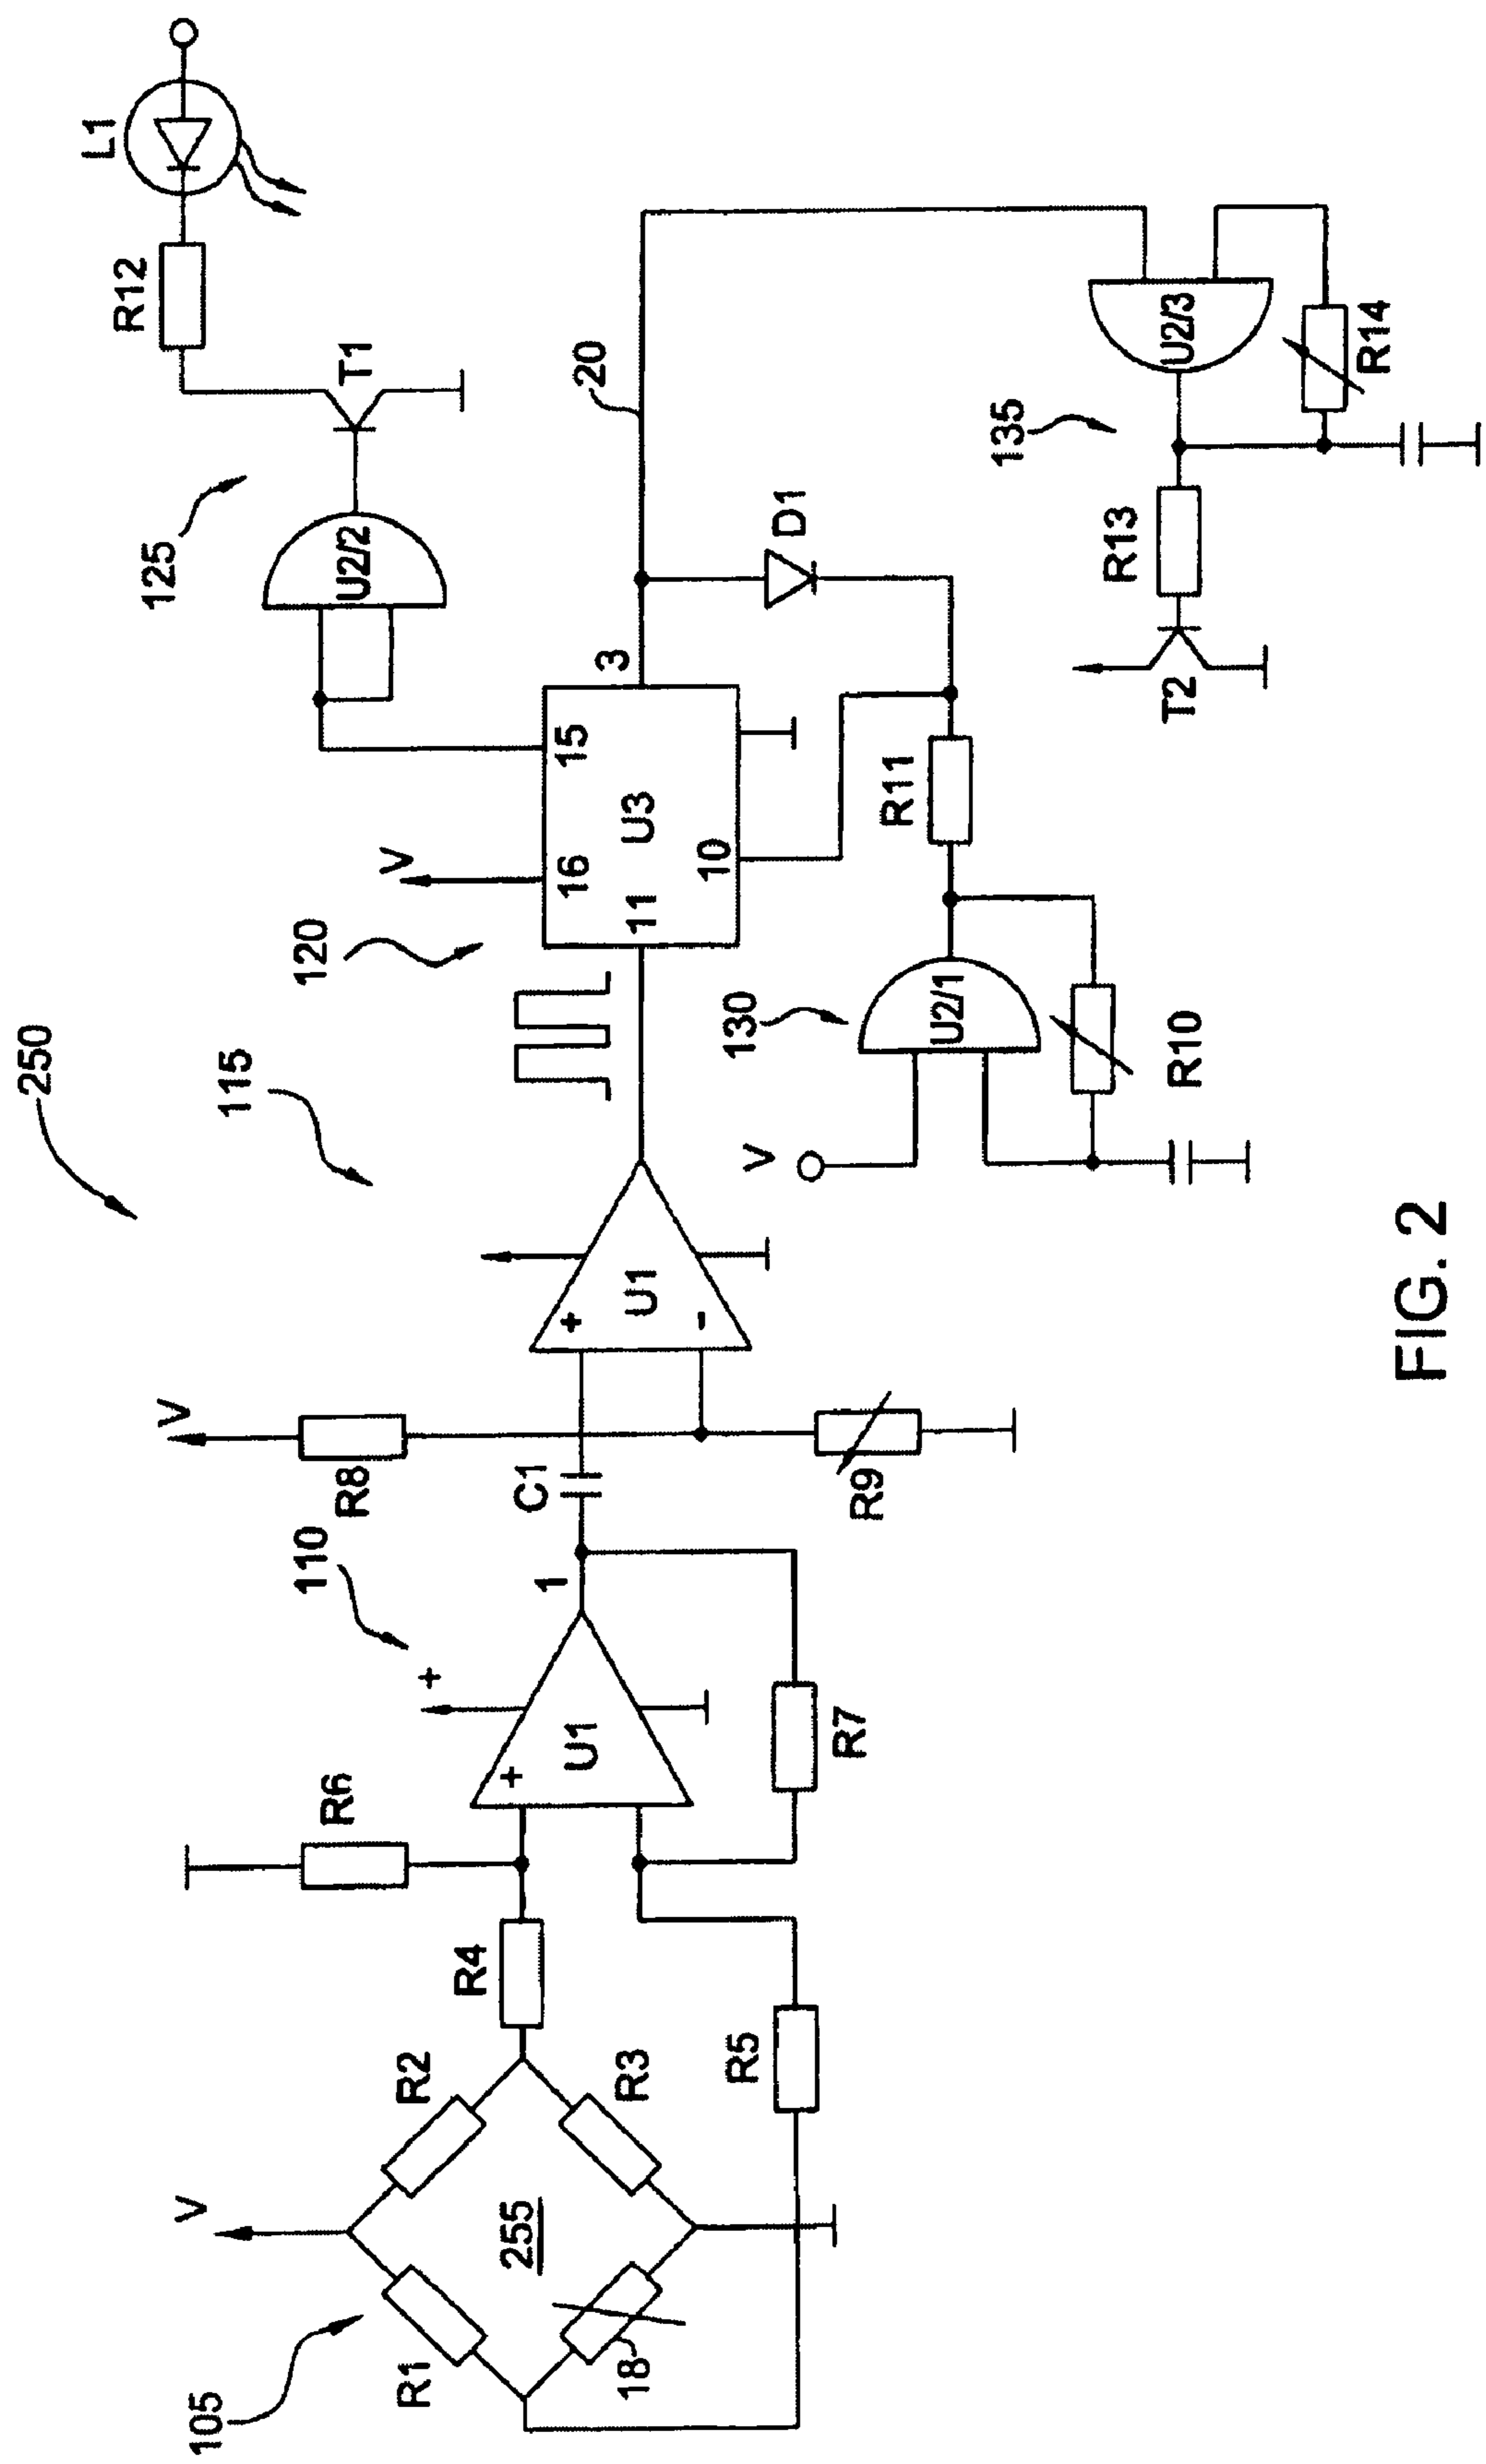 250
105
V
R1
R2
255
18
R3
R4
R5
R6
+
U1
R7
110
+
1
C1
V
R8
R9
115
+
-
U1
120
V
16
15
11
U3
3
10
125
U2/2
T1
R12
L1
20
D1
130
V
U2/1
R10
R11
135
U2/3
R14
R13
T2
FIG. 2